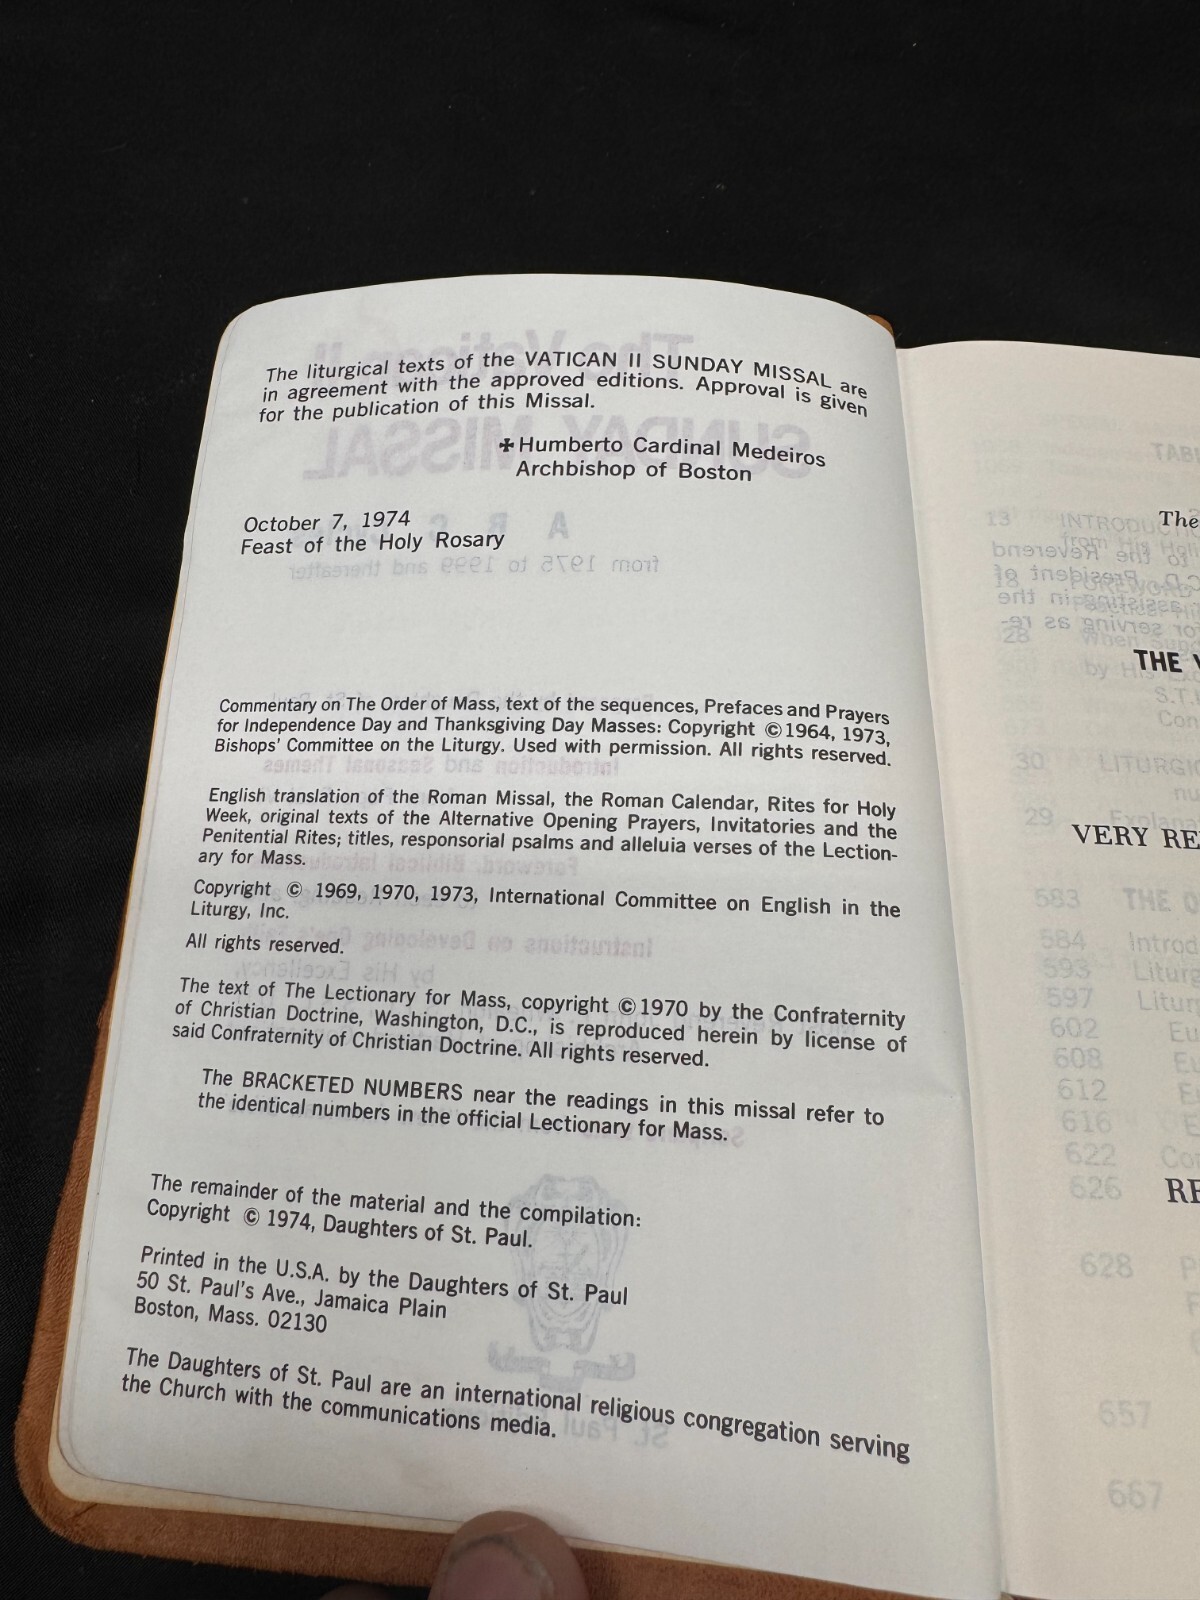 The liturgical texts of the VATICAN II SUNDAY MISSAL are
in agreement with the approved editions. Approval is given
for the publication of this Missal.
✠ Humberto Cardinal Medeiros
Archbishop of Boston
October 7, 1974
Feast of the Holy Rosary
Commentary on The Order of Mass, text of the sequences, Prefaces and Prayers
for Independence Day and Thanksgiving Day Masses: Copyright © 1964, 1973,
Bishops' Committee on the Liturgy. Used with permission. All rights reserved.
English translation of the Roman Missal, the Roman Calendar, Rites for Holy
Week, original texts of the Alternative Opening Prayers, Invitatories and the
Penitential Rites; titles, responsorial psalms and alleluia verses of the Lection-
ary for Mass.
Copyright © 1969, 1970, 1973, International Committee on English in the
Liturgy, Inc.
All rights reserved.
The text of The Lectionary for Mass, copyright © 1970 by the Confraternity
of Christian Doctrine, Washington, D.C., is reproduced herein by license of
said Confraternity of Christian Doctrine. All rights reserved.
The BRACKETED NUMBERS near the readings in this missal refer to
the identical numbers in the official Lectionary for Mass.
The remainder of the material and the compilation:
Copyright © 1974, Daughters of St. Paul.
Printed in the U.S.A. by the Daughters of St. Paul
50 St. Paul's Ave., Jamaica Plain
Boston, Mass. 02130
The Daughters of St. Paul are an international religious congregation serving
the Church with the communications media.
The
THE
VERY RE
RE